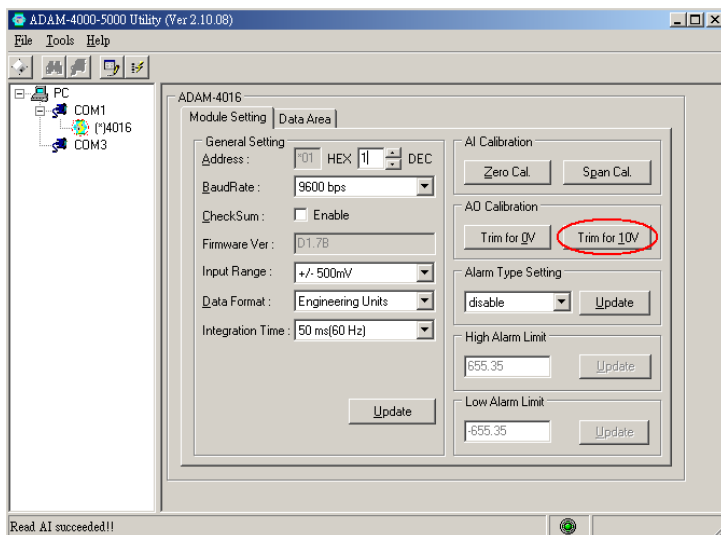 ADAM-4000-5000 Utility (Ver 2.10.08)
File Tools Help
PC
COM1
(*)4016
COM3
ADAM-4016
Module Setting Data Area
General Setting
Address : *01 HEX 1 DEC
BaudRate : 9600 bps
CheckSum : Enable
Firmware Ver : D1.7B
Input Range : +/- 500mV
Data Format : Engineering Units
Integration Time : 50 ms(60 Hz)
Update
AI Calibration
Zero Cal. Span Cal.
AO Calibration
Trim for 0V Trim for 10V
Alarm Type Setting
disable Update
High Alarm Limit
655.35 Update
Low Alarm Limit
-655.35 Update
Read AI succeeded!!